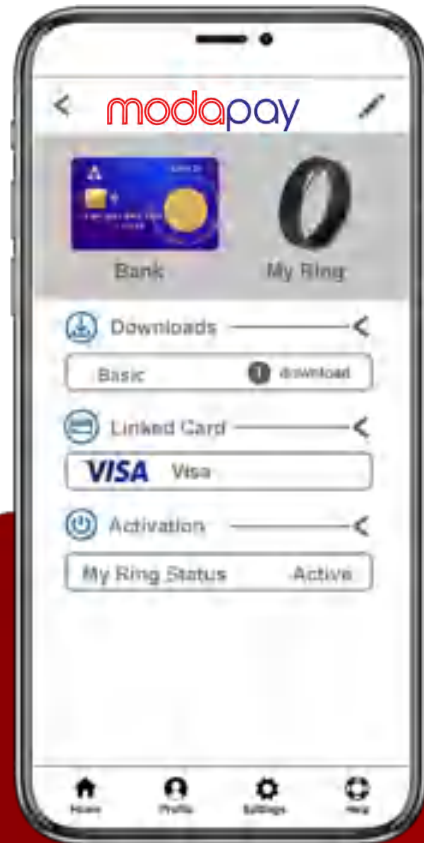 modapay
Bank My Ring
Downloads
Basic 1 download
Linked Card
VISA Visa
Activation
My Ring Status Active
Home Profile Settings Help